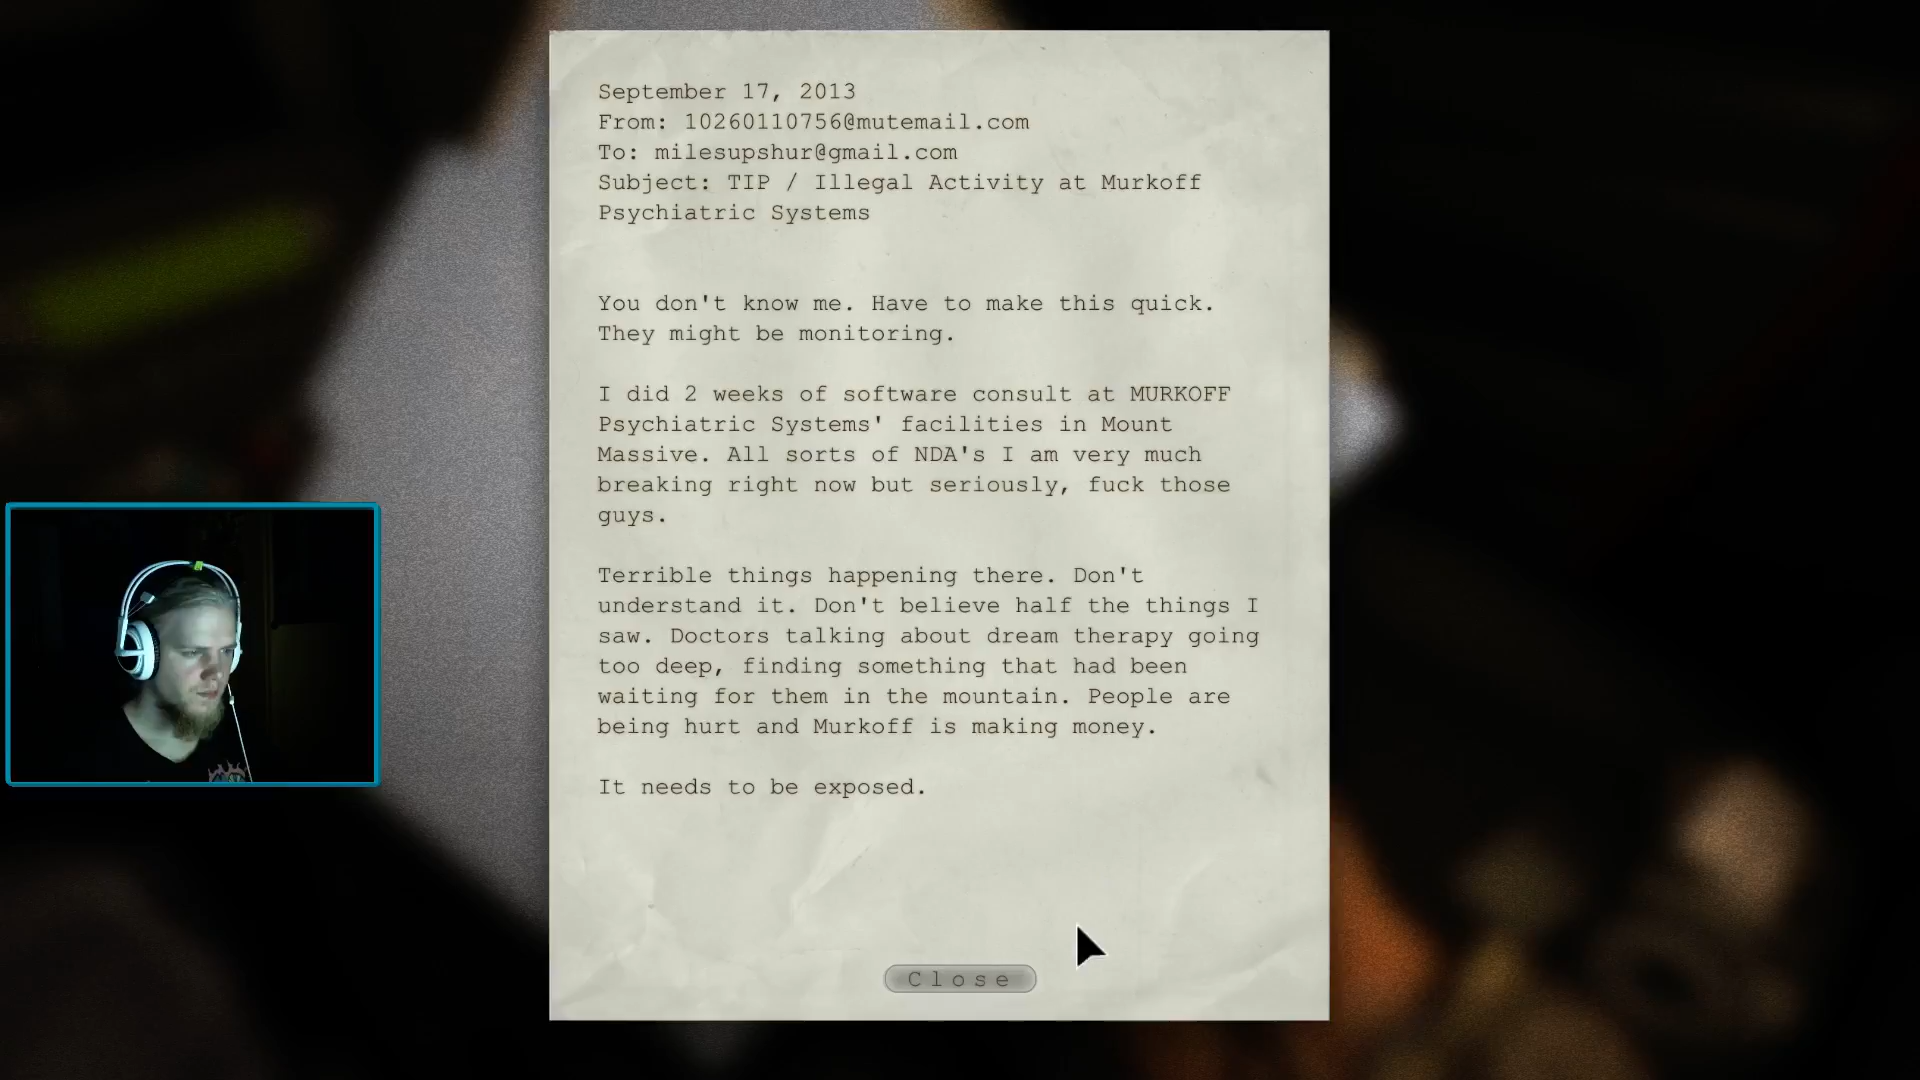 September 17, 2013
From: 10260110756@mutemail.com
To: milesupshur@gmail.com
Subject: TIP / Illegal Activity at Murkoff
Psychiatric Systems
You don't know me. Have to make this quick.
They might be monitoring.
I did 2 weeks of software consult at MURKOFF
Psychiatric Systems' facilities in Mount
Massive. All sorts of NDA's I am very much
breaking right now but seriously, fuck those
guys.
Terrible things happening there. Don't
understand it. Don't believe half the things I
saw. Doctors talking about dream therapy going
too deep, finding something that had been
waiting for them in the mountain. People are
being hurt and Murkoff is making money.
It needs to be exposed.
Close